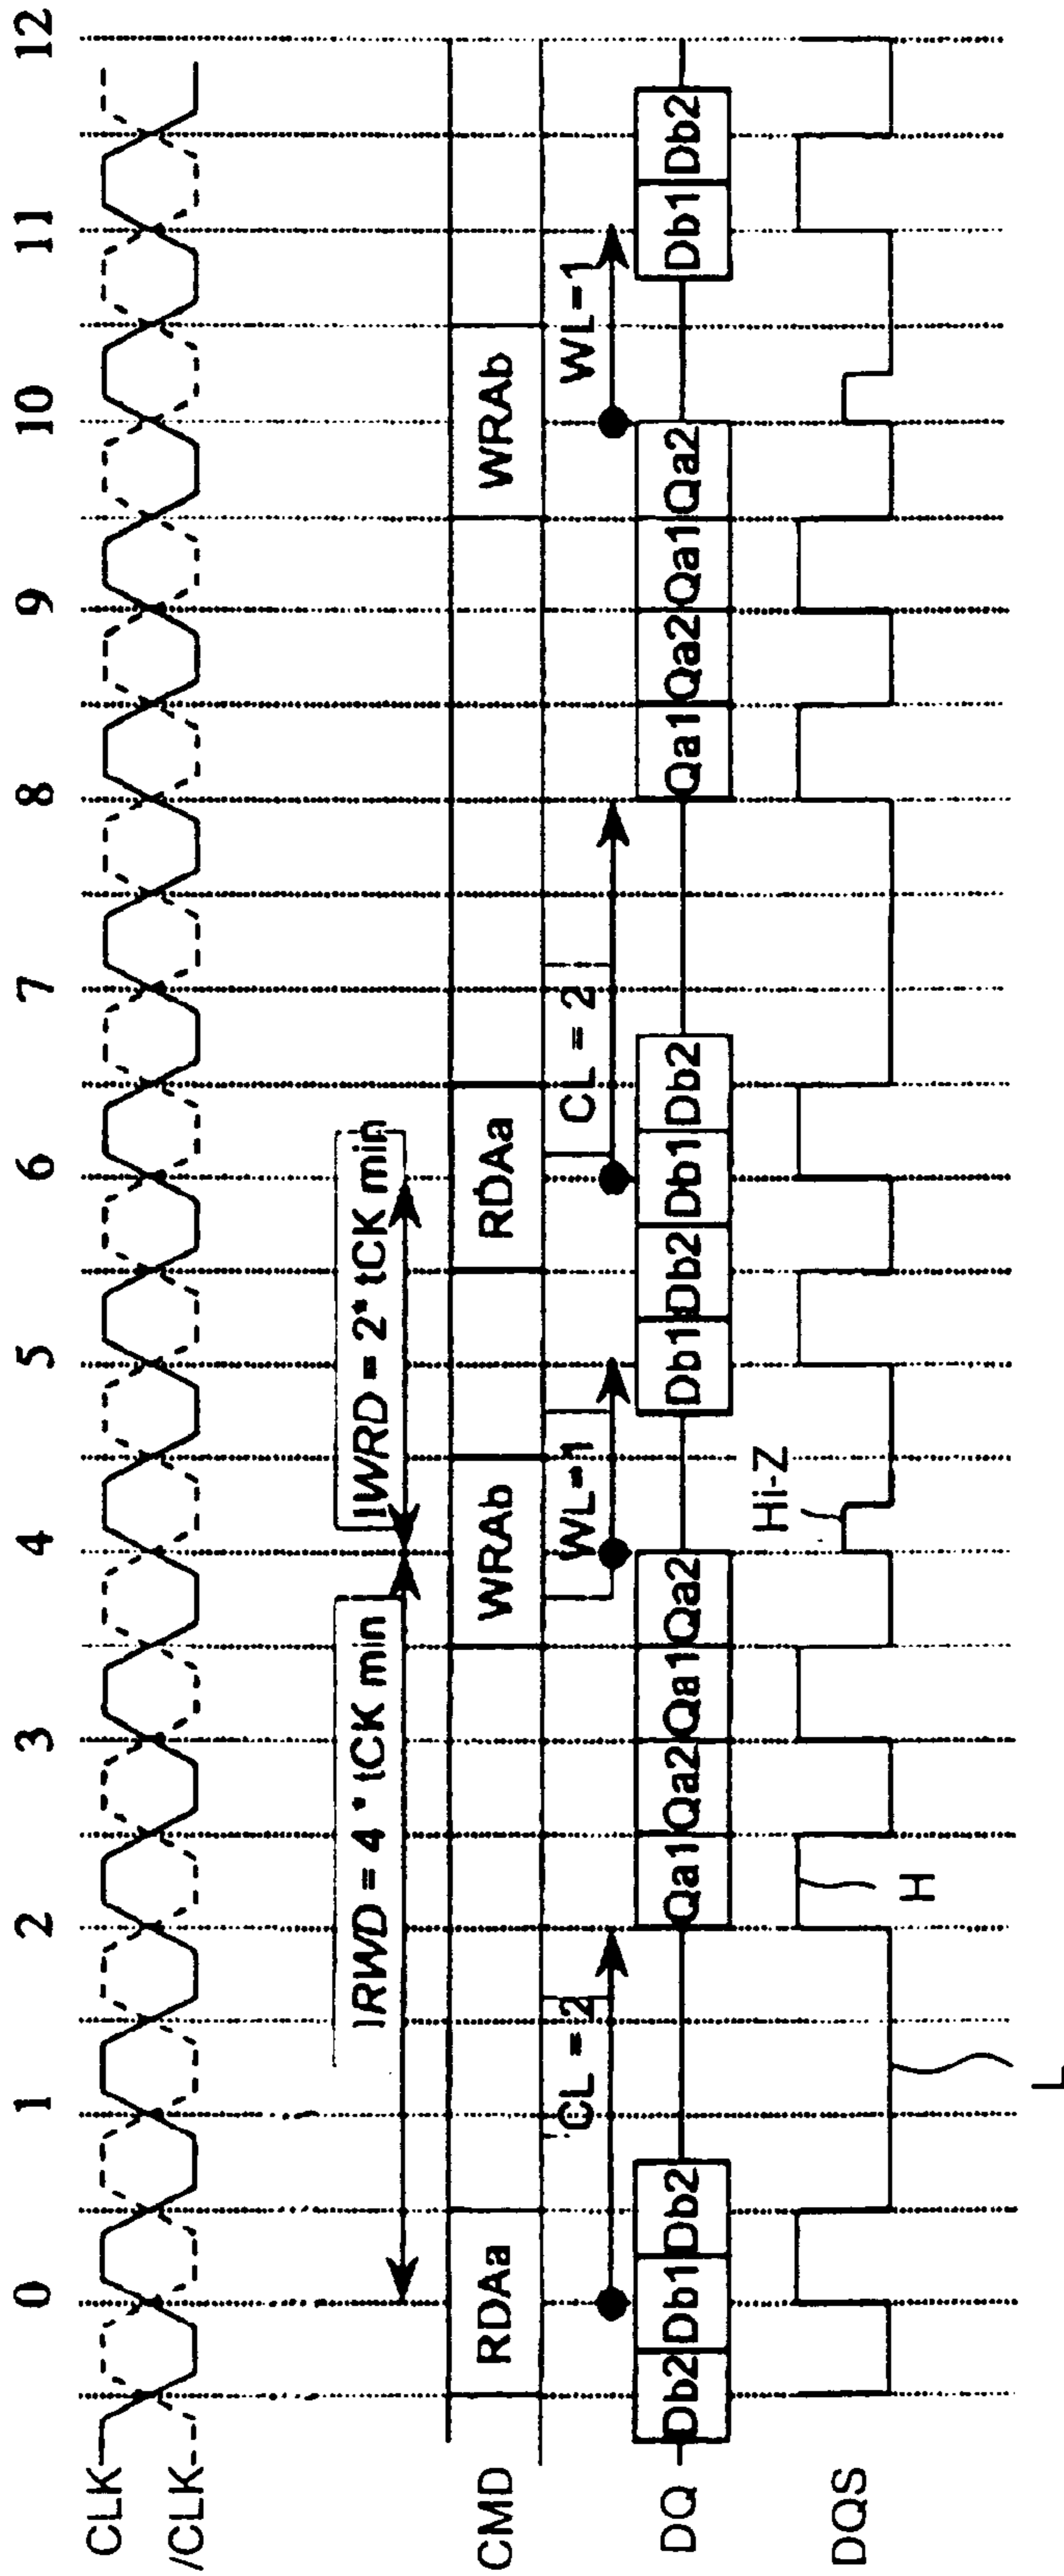 0 1 2 3 4 5 6 7 8 9 10 11 12
CLK
/CLK
lRWD = 4 * tCK min
lWRD = 2* tCK min
CMD
RDAa
WRAb
RDAa
WRAb
CL = 2
WL=1
CL = 2
WL=1
DQ
Db2 Db1 Db2
Qa1 Qa2 Qa1 Qa2
Db1 Db2 Db1 Db2
Qa1 Qa2 Qa1 Qa2
Db1 Db2
Hi-Z
DQS
H
L